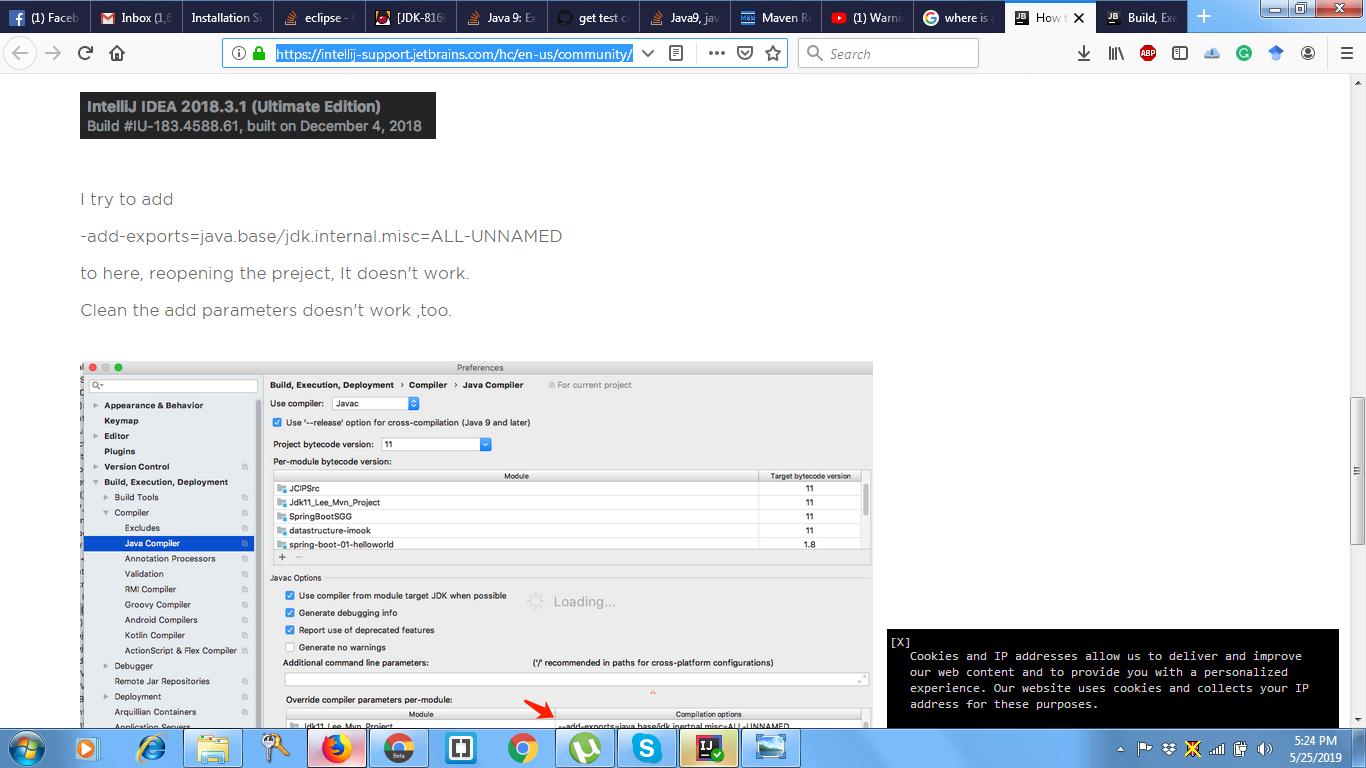 (1) Faceb
Inbox (1,6
Installation Su
eclipse - C
[JDK-8169
Java 9: Ex
get test c
Java9, jav
Maven Re
(1) Warni
where is a
How t
Build, Exe
https://intellij-support.jetbrains.com/hc/en-us/community/
Search
IntelliJ IDEA 2018.3.1 (Ultimate Edition)
Build #IU-183.4588.61, built on December 4, 2018
I try to add
-add-exports=java.base/jdk.internal.misc=ALL-UNNAMED
to here, reopening the preject, It doesn't work.
Clean the add parameters doesn't work ,too.
Preferences
Appearance & Behavior
Keymap
Editor
Plugins
Version Control
Build, Execution, Deployment
Build Tools
Compiler
Excludes
Java Compiler
Annotation Processors
Validation
RMI Compiler
Groovy Compiler
Android Compilers
Kotlin Compiler
ActionScript & Flex Compiler
Debugger
Remote Jar Repositories
Deployment
Arquillian Containers
Application Servers
Build, Execution, Deployment › Compiler › Java Compiler For current project
Use compiler: Javac
Use '--release' option for cross-compilation (Java 9 and later)
Project bytecode version: 11
Per-module bytecode version:
Module Target bytecode version
JCIPSrc 11
Jdk11_Lee_Mvn_Project 11
SpringBootSGG 11
datastructure-imook 11
spring-boot-01-helloworld 1.8
+ −
Javac Options
Use compiler from module target JDK when possible
Loading...
Generate debugging info
Report use of deprecated features
Generate no warnings
Additional command line parameters: ('/' recommended in paths for cross-platform configurations)
Override compiler parameters per-module:
Module Compilation options
Jdk11_Lee_Mvn_Project --add-exports=java.base/jdk.inertnal.misc=ALL-UNNAMED
[X]
Cookies and IP addresses allow us to deliver and improve
our web content and to provide you with a personalized
experience. Our website uses cookies and collects your IP
address for these purposes.
5:24 PM
5/25/2019